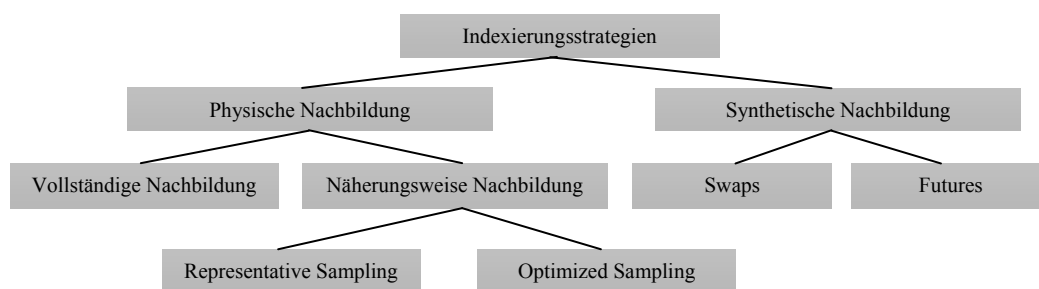 Indexierungsstrategien
Physische Nachbildung
Synthetische Nachbildung
Vollständige Nachbildung
Näherungsweise Nachbildung
Swaps
Futures
Representative Sampling
Optimized Sampling